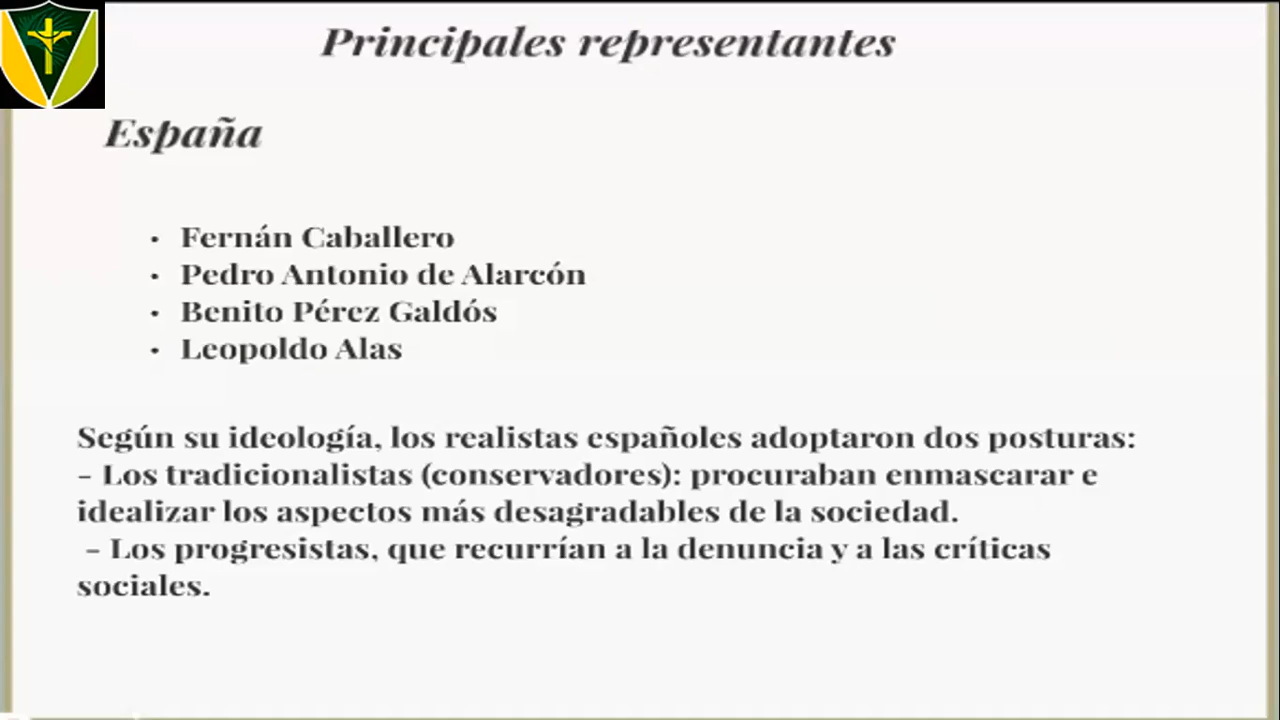 Principales representantes
España
• Fernán Caballero
• Pedro Antonio de Alarcón
• Benito Pérez Galdós
• Leopoldo Alas
Según su ideología, los realistas españoles adoptaron dos posturas:
- Los tradicionalistas (conservadores): procuraban enmascarar e
idealizar los aspectos más desagradables de la sociedad.
- Los progresistas, que recurrían a la denuncia y a las críticas
sociales.